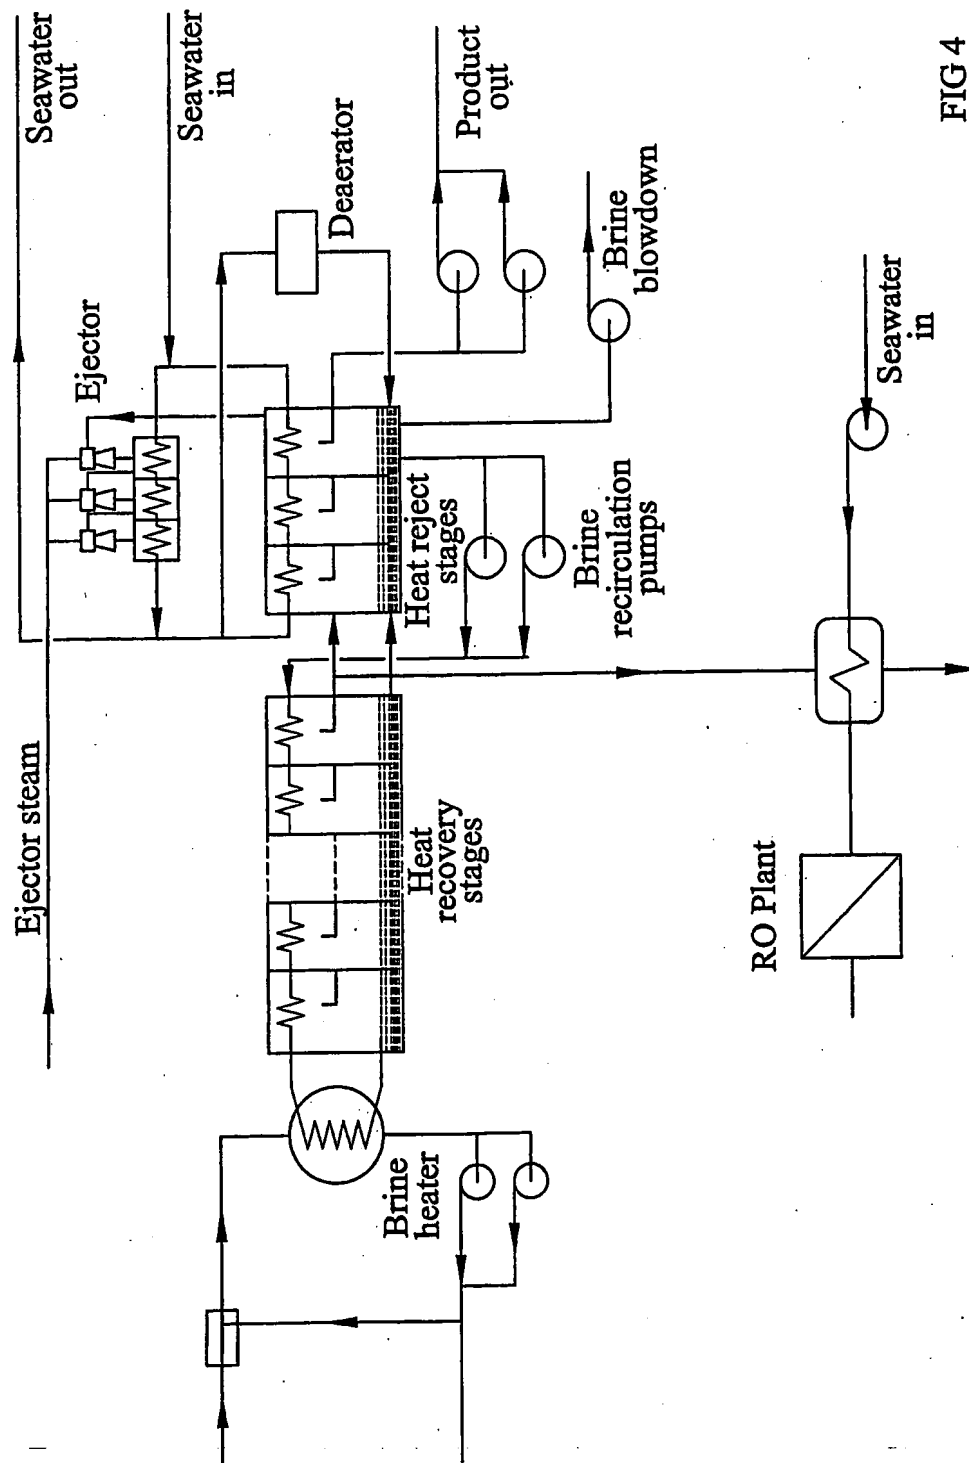 Seawater
out
Seawater
in
Ejector
Deaerator
Product
out
Ejector steam
Heat reject
stages
Brine
blowdown
Brine
recirculation
pumps
Heat
recovery
stages
Brine
heater
Seawater
in
RO Plant
FIG 4